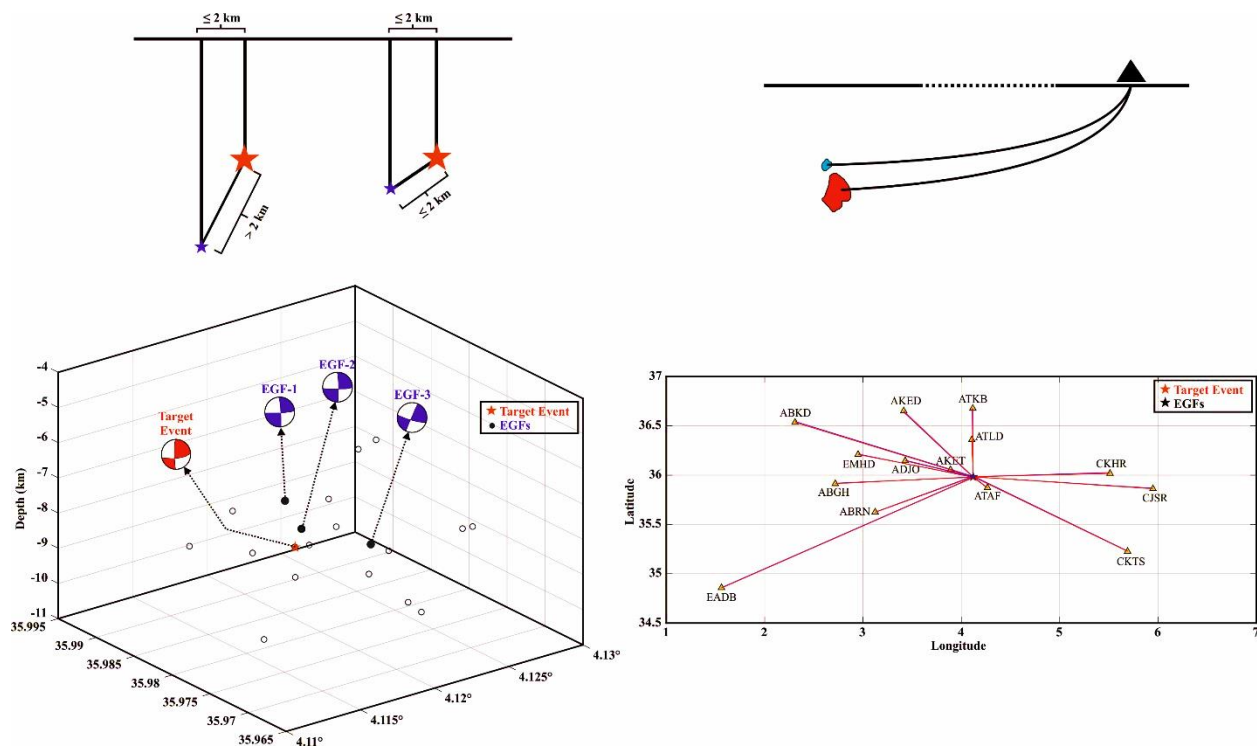 ≤ 2 km
≤ 2 km
> 2 km
≤ 2 km
Target
Event
EGF-1
EGF-2
EGF-3
Target Event
EGFs
Depth (km)
-4
-5
-6
-7
-8
-9
-10
-11
35.995
35.99
35.985
35.98
35.975
35.97
35.965
4.11°
4.115°
4.12°
4.125°
4.13°
Target Event
EGFs
Latitude
37
36.5
36
35.5
35
34.5
ABKD
AKED
ATKB
ATLD
EMHD
ADJO
AKET
CKHR
ABGH
ATAF
CJSR
ABRN
CKTS
EADB
1
2
3
4
5
6
7
Longitude